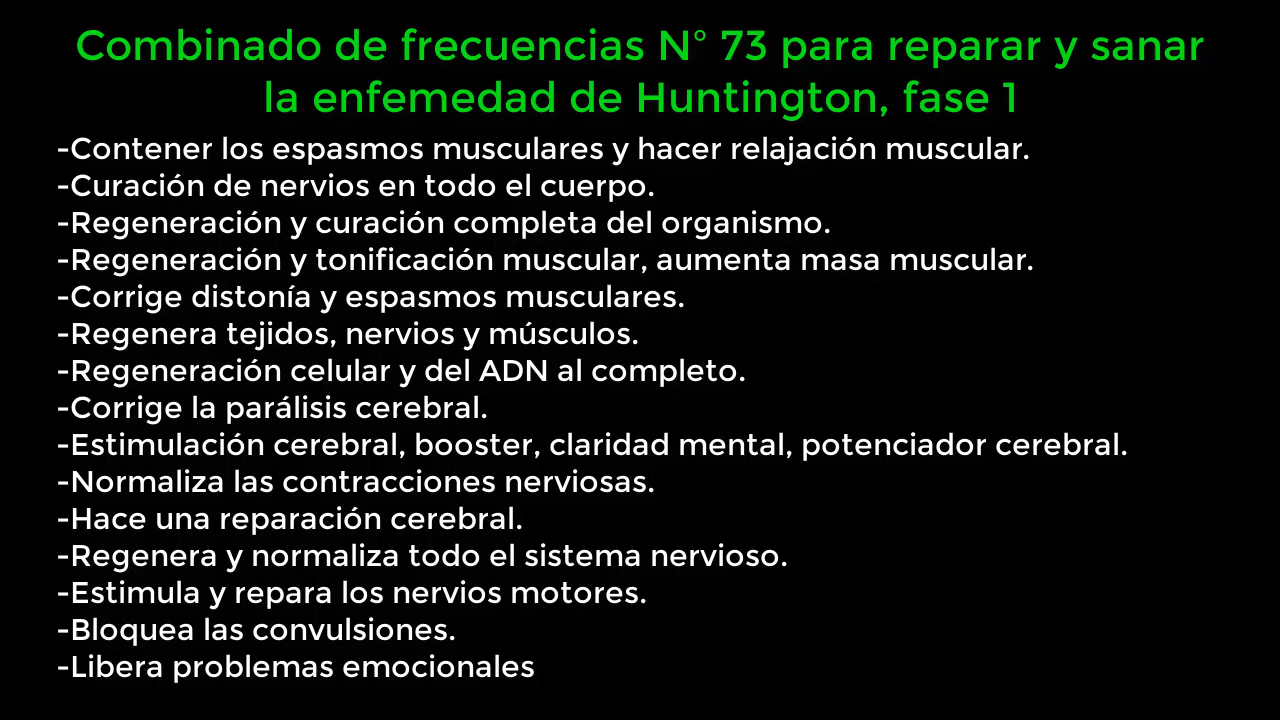 Combinado de frecuencias N° 73 para reparar y sanar
la enfemedad de Huntington, fase 1
-Contener los espasmos musculares y hacer relajación muscular.
-Curación de nervios en todo el cuerpo.
-Regeneración y curación completa del organismo.
-Regeneración y tonificación muscular, aumenta masa muscular.
-Corrige distonía y espasmos musculares.
-Regenera tejidos, nervios y músculos.
-Regeneración celular y del ADN al completo.
-Corrige la parálisis cerebral.
-Estimulación cerebral, booster, claridad mental, potenciador cerebral.
-Normaliza las contracciones nerviosas.
-Hace una reparación cerebral.
-Regenera y normaliza todo el sistema nervioso.
-Estimula y repara los nervios motores.
-Bloquea las convulsiones.
-Libera problemas emocionales